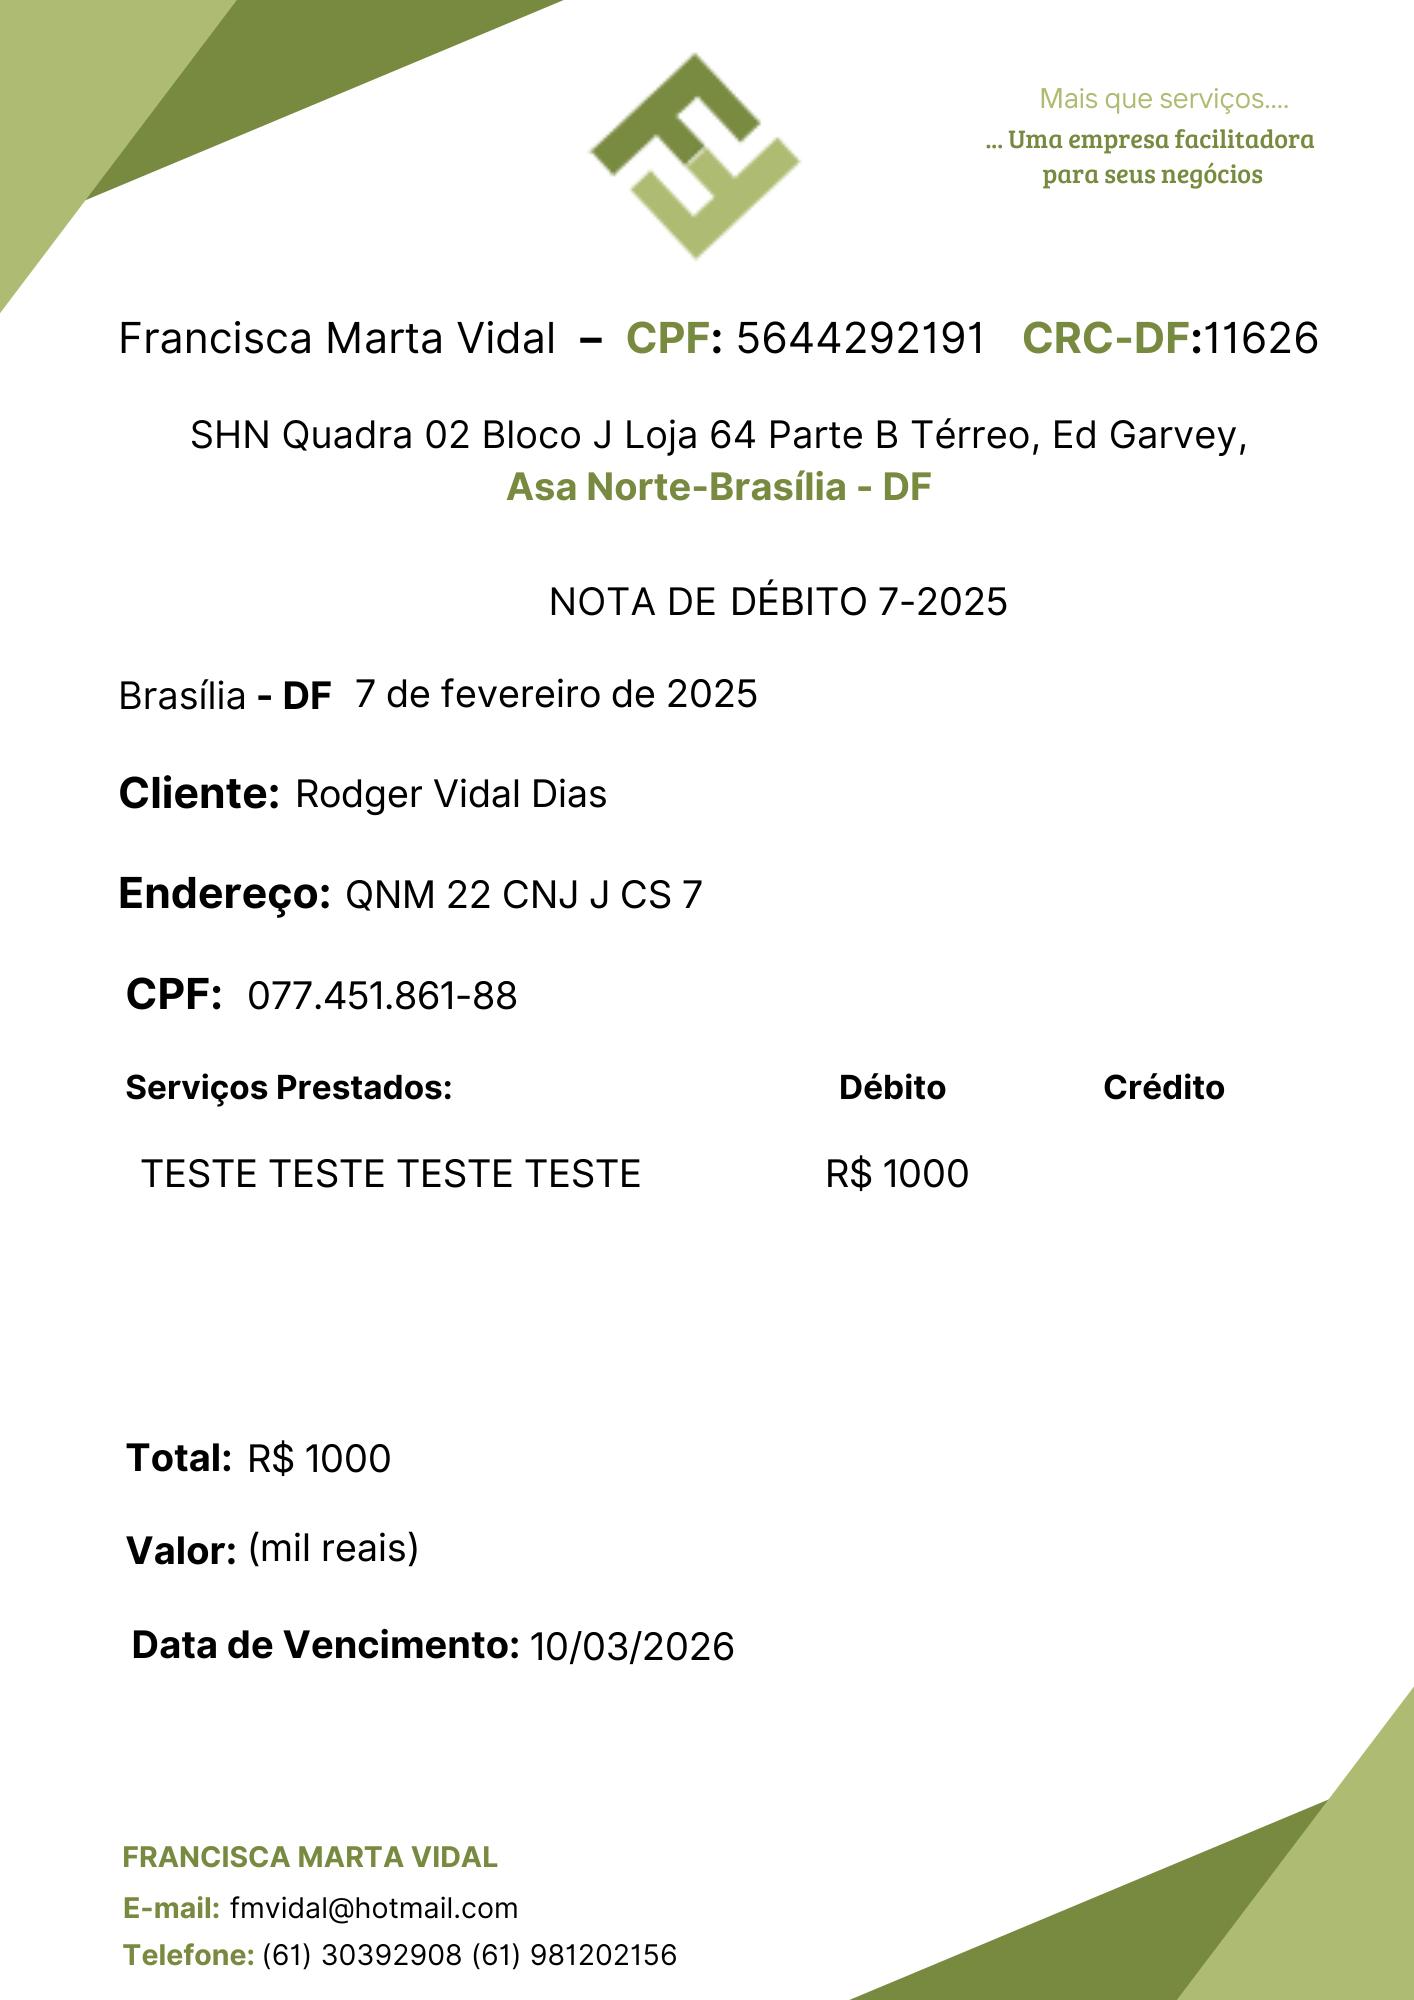 Mais que serviços....
... Uma empresa facilitadora
para seus negócios
Francisca Marta Vidal – CPF: 5644292191 CRC-DF:11626
SHN Quadra 02 Bloco J Loja 64 Parte B Térreo, Ed Garvey,
Asa Norte-Brasília - DF
NOTA DE DÉBITO 7-2025
Brasília - DF 7 de fevereiro de 2025
Cliente: Rodger Vidal Dias
Endereço: QNM 22 CNJ J CS 7
CPF: 077.451.861-88
Serviços Prestados: Débito Crédito
TESTE TESTE TESTE TESTE R$ 1000
Total: R$ 1000
Valor: (mil reais)
Data de Vencimento: 10/03/2026
FRANCISCA MARTA VIDAL
E-mail: fmvidal@hotmail.com
Telefone: (61) 30392908 (61) 981202156